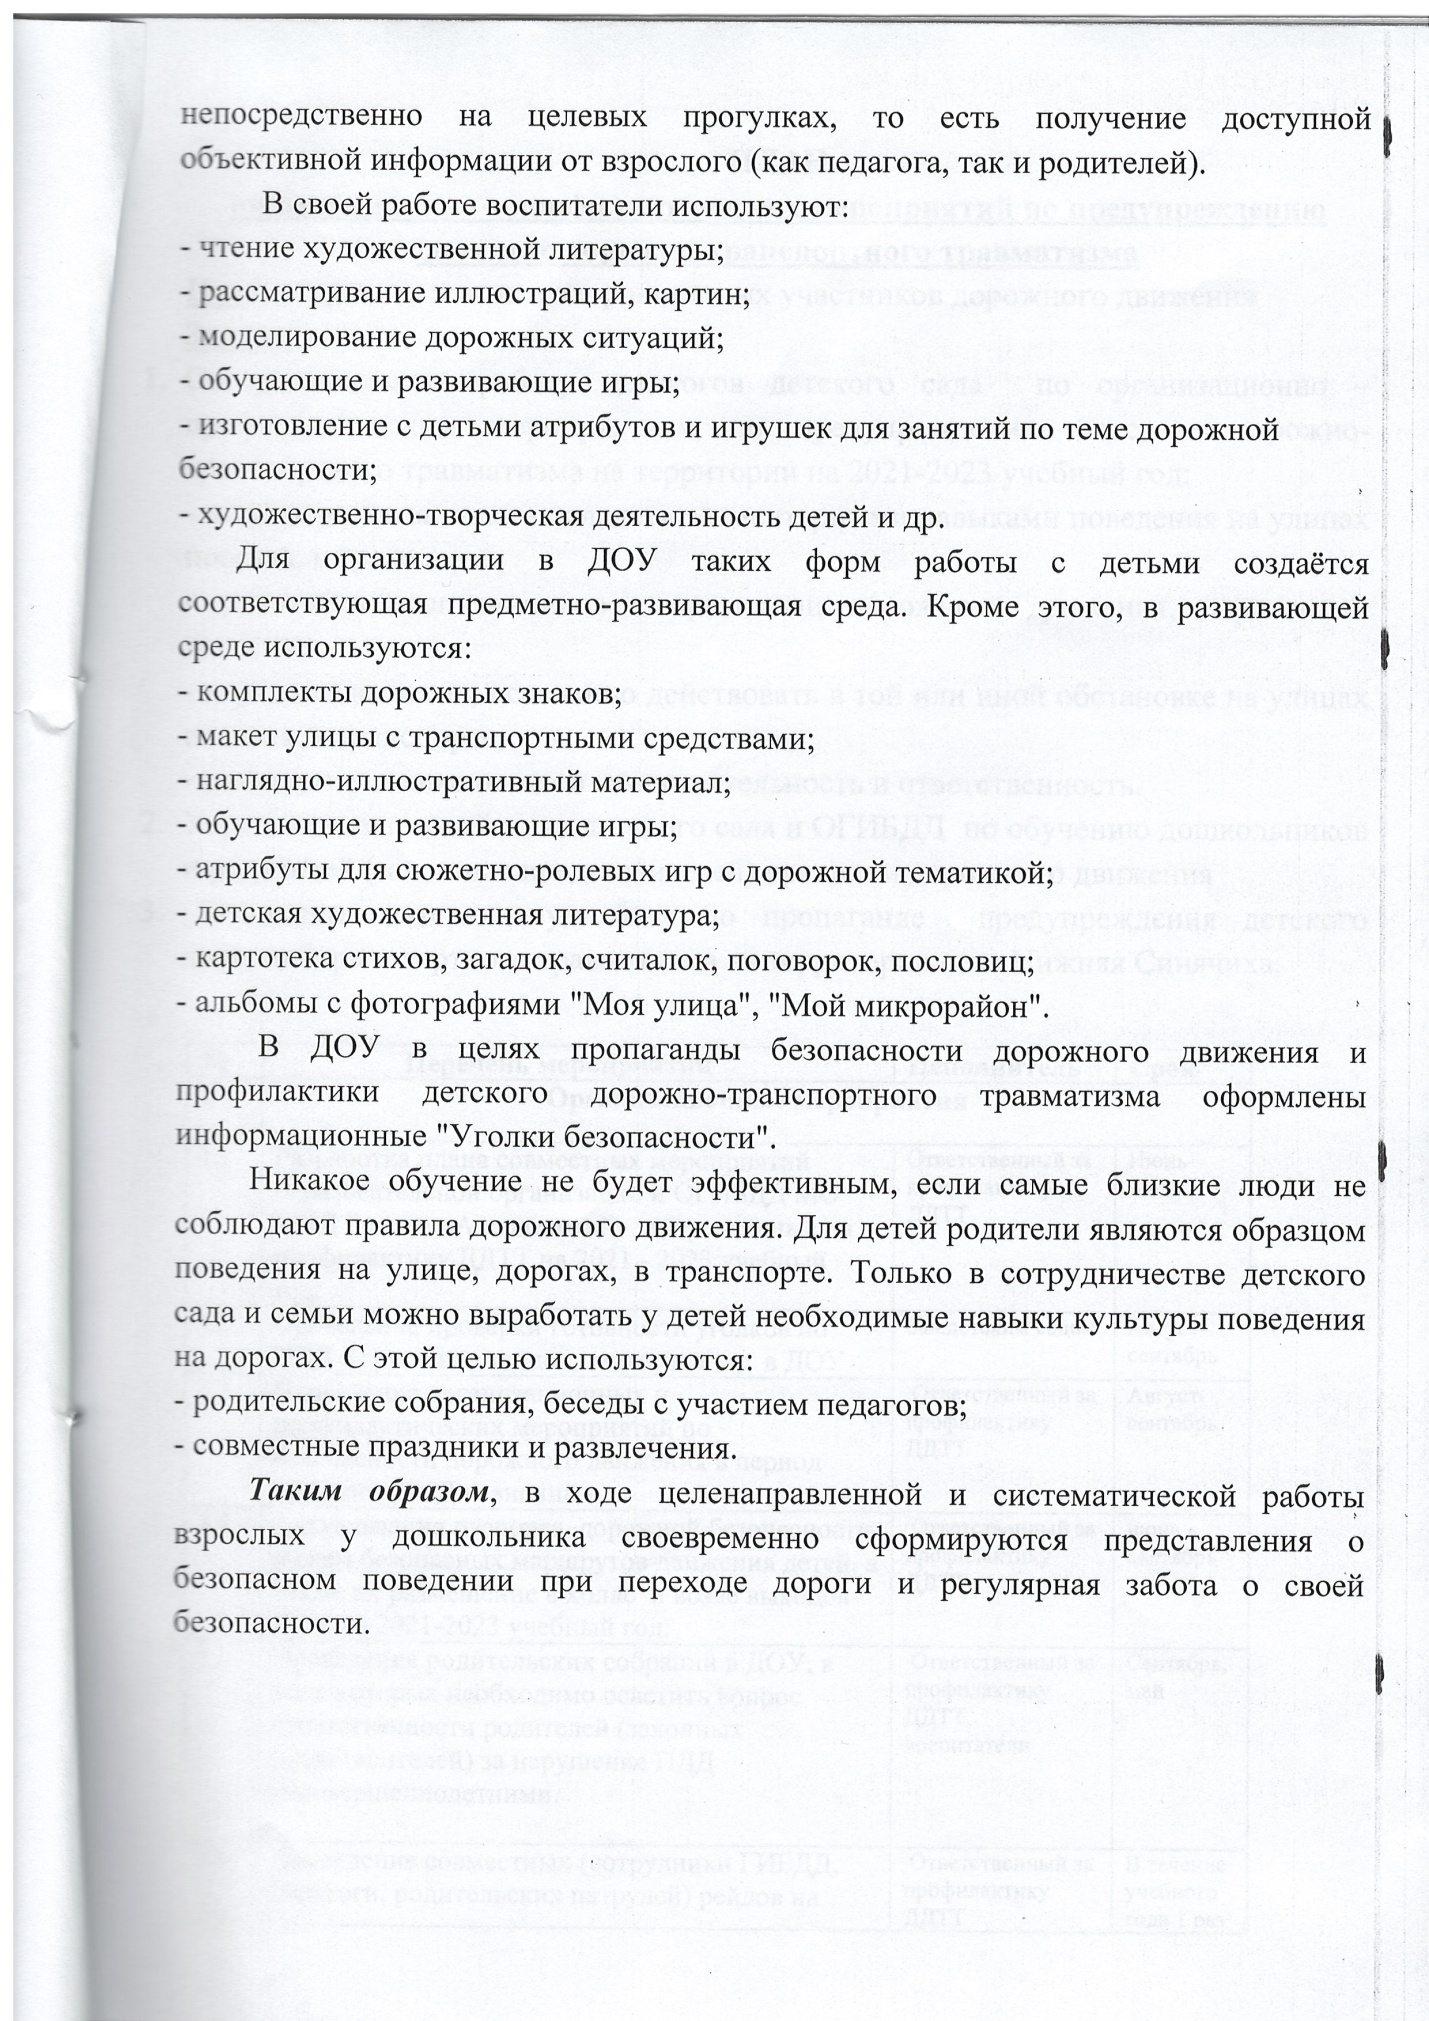 непосредственно на целевых прогулках, то есть получение доступной
объективной информации от взрослого (как педагога, так и родителей).
В своей работе воспитатели используют:
- чтение художественной литературы;
- рассматривание иллюстраций, картин;
- моделирование дорожных ситуаций;
- обучающие и развивающие игры;
- изготовление с детьми атрибутов и игрушек для занятий по теме дорожной
безопасности;
- художественно-творческая деятельность детей и др.
Для организации в ДОУ таких форм работы с детьми создаётся
соответствующая предметно-развивающая среда. Кроме этого, в развивающей
среде используются:
- комплекты дорожных знаков;
- макет улицы с транспортными средствами;
- наглядно-иллюстративный материал;
- обучающие и развивающие игры;
- атрибуты для сюжетно-ролевых игр с дорожной тематикой;
- детская художественная литература;
- картотека стихов, загадок, считалок, поговорок, пословиц;
- альбомы с фотографиями "Моя улица", "Мой микрорайон".
В ДОУ в целях пропаганды безопасности дорожного движения и
профилактики детского дорожно-транспортного травматизма оформлены
информационные "Уголки безопасности".
Никакое обучение не будет эффективным, если самые близкие люди не
соблюдают правила дорожного движения. Для детей родители являются образцом
поведения на улице, дорогах, в транспорте. Только в сотрудничестве детского
сада и семьи можно выработать у детей необходимые навыки культуры поведения
на дорогах. С этой целью используются:
- родительские собрания, беседы с участием педагогов;
- совместные праздники и развлечения.
Таким образом, в ходе целенаправленной и систематической работы
взрослых у дошкольника своевременно сформируются представления о
безопасном поведении при переходе дороги и регулярная забота о своей
безопасности.